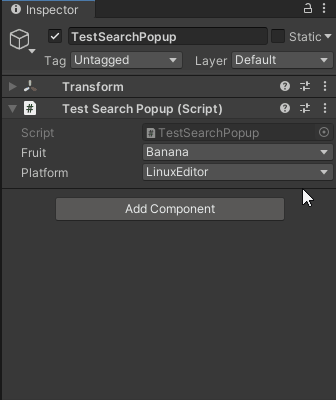 Inspector
TestSearchPopup Static
Tag Untagged Layer Default
Transform
# Test Search Popup (Script)
Script # TestSearchPopup
Fruit Banana
Platform LinuxEditor
Add Component